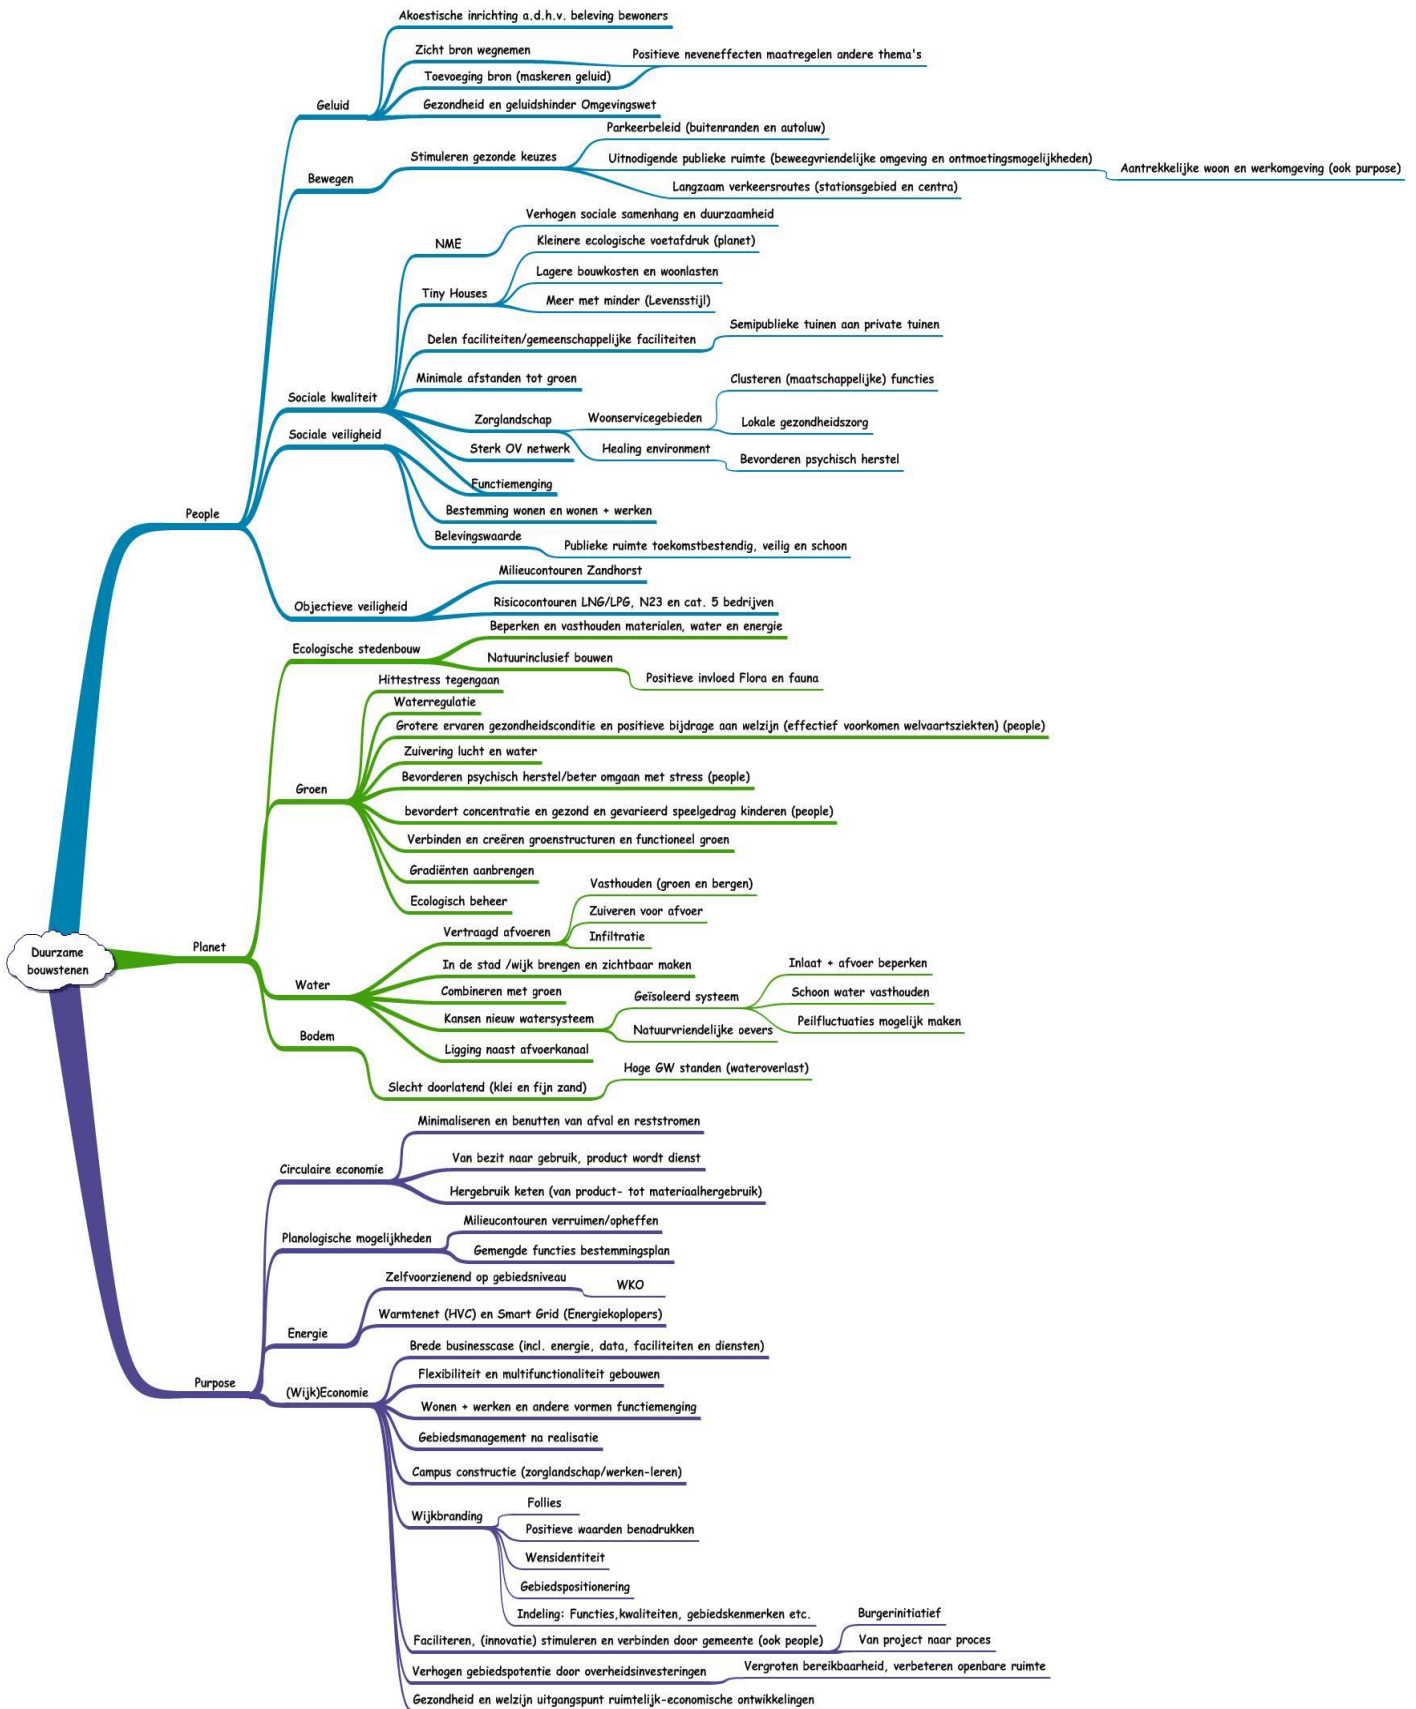 Akoestische inrichting a.d.h.v. beleving bewoners
Zicht bron wegnemen
Positieve neveneffecten maatregelen andere thema's
Toevoeging bron (maskeren geluid)
Geluid
Gezondheid en geluidshinder Omgevingswet
Parkeerbeleid (buitenranden en autoluw)
Stimuleren gezonde keuzes
Uitnodigende publieke ruimte (beweegvriendelijke omgeving en ontmoetingsmogelijkheden)
Aantrekkelijke woon en werkomgeving (ook purpose)
Bewegen
Langzaam verkeersroutes (stationsgebied en centra)
Verhogen sociale samenhang en duurzaamheid
NME
Kleinere ecologische voetafdruk (planet)
Lagere bouwkosten en woonlasten
Tiny Houses
Meer met minder (Levensstijl)
Semipublieke tuinen aan private tuinen
Delen faciliteiten/gemeenschappelijke faciliteiten
Minimale afstanden tot groen
Clusteren (maatschappelijke) functies
Sociale kwaliteit
Zorglandschap
Woonservicegebieden
Lokale gezondheidszorg
Sociale veiligheid
Sterk OV netwerk
Healing environment
Bevorderen psychisch herstel
Functiemenging
People
Bestemming wonen en wonen + werken
Belevingswaarde
Publieke ruimte toekomstbestendig, veilig en schoon
Milieucontouren Zandhorst
Objectieve veiligheid
Risicocontouren LNG/LPG, N23 en cat. 5 bedrijven
Beperken en vasthouden materialen, water en energie
Ecologische stedenbouw
Natuurinclusief bouwen
Positieve invloed Flora en fauna
Hittestress tegengaan
Waterregulatie
Grotere ervaren gezondheidsconditie en positieve bijdrage aan welzijn (effectief voorkomen welvaartsziekten) (people)
Zuivering lucht en water
Bevorderen psychisch herstel/beter omgaan met stress (people)
Groen
bevordert concentratie en gezond en gevarieerd speelgedrag kinderen (people)
Verbinden en creëren groenstructuren en functioneel groen
Gradiënten aanbrengen
Ecologisch beheer
Vasthouden (groen en bergen)
Zuiveren voor afvoer
Vertraagd afvoeren
Infiltratie
Planet
Duurzame
bouwstenen
In de stad /wijk brengen en zichtbaar maken
Inlaat + afvoer beperken
Water
Combineren met groen
Geïsoleerd systeem
Schoon water vasthouden
Kansen nieuw watersysteem
Peilfluctuaties mogelijk maken
Natuurvriendelijke oevers
Bodem
Ligging naast afvoerkanaal
Hoge GW standen (wateroverlast)
Slecht doorlatend (klei en fijn zand)
Minimaliseren en benutten van afval en reststromen
Van bezit naar gebruik, product wordt dienst
Circulaire economie
Hergebruik keten (van product- tot materiaalhergebruik)
Milieucontouren verruimen/opheffen
Planologische mogelijkheden
Gemengde functies bestemmingsplan
Zelfvoorzienend op gebiedsniveau
WKO
Warmtenet (HVC) en Smart Grid (Energiekoplopers)
Energie
Brede businesscase (incl. energie, data, faciliteiten en diensten)
Flexibiliteit en multifunctionaliteit gebouwen
Purpose
(Wijk)Economie
Wonen + werken en andere vormen functiemenging
Gebiedsmanagement na realisatie
Campus constructie (zorglandschap/werken-leren)
Follies
Wijkbranding
Positieve waarden benadrukken
Wensidentiteit
Gebiedspositionering
Indeling: Functies,kwaliteiten, gebiedskenmerken etc.
Burgerinitiatief
Faciliteren, (innovatie) stimuleren en verbinden door gemeente (ook people)
Van project naar proces
Verhogen gebiedspotentie door overheidsinvesteringen
Vergroten bereikbaarheid, verbeteren openbare ruimte
Gezondheid en welzijn uitgangspunt ruimtelijk-economische ontwikkelingen